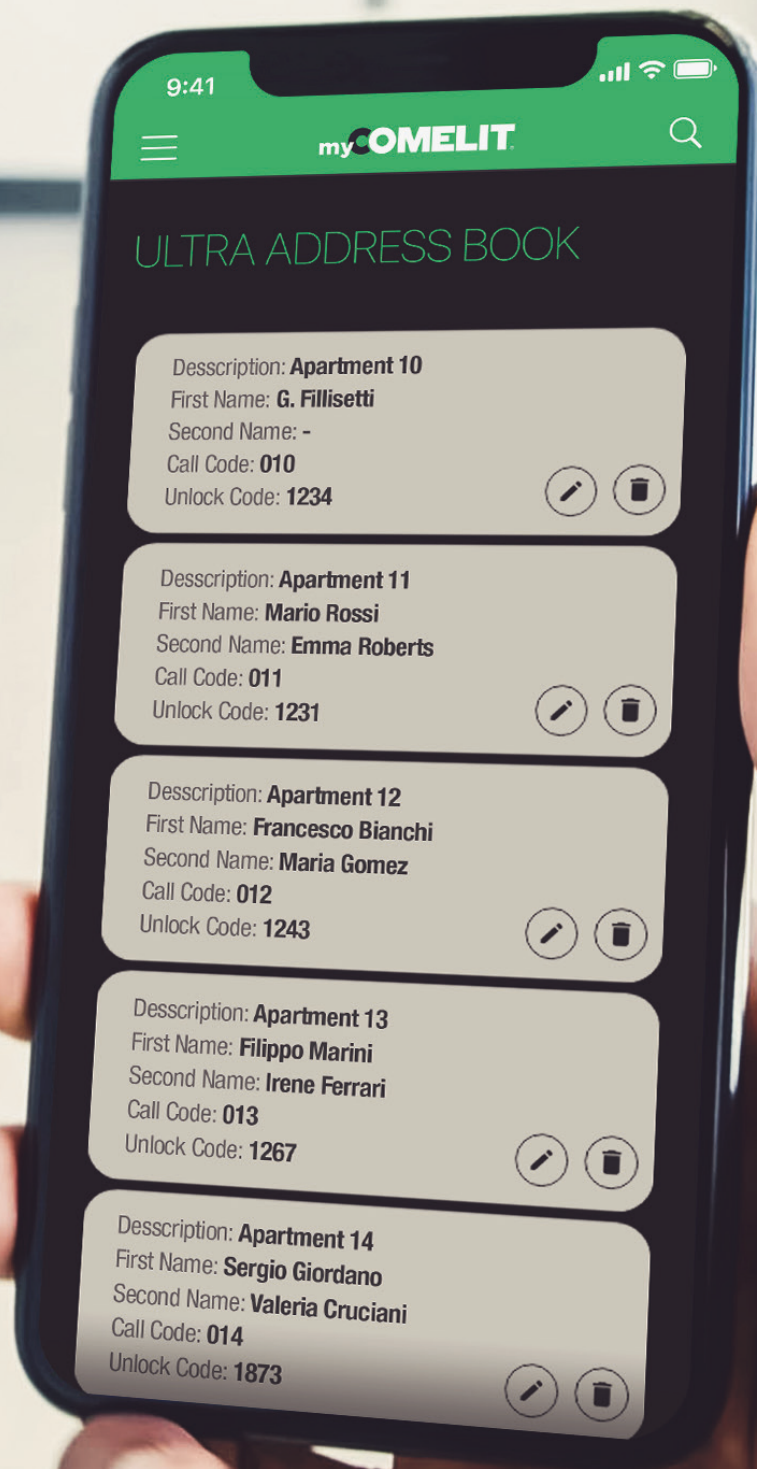 9:41
myCOMELIT
ULTRA ADDRESS BOOK
Desscription: Apartment 10
First Name: G. Fillisetti
Second Name: -
Call Code: 010
Unlock Code: 1234
Desscription: Apartment 11
First Name: Mario Rossi
Second Name: Emma Roberts
Call Code: 011
Unlock Code: 1231
Desscription: Apartment 12
First Name: Francesco Bianchi
Second Name: Maria Gomez
Call Code: 012
Unlock Code: 1243
Desscription: Apartment 13
First Name: Filippo Marini
Second Name: Irene Ferrari
Call Code: 013
Unlock Code: 1267
Desscription: Apartment 14
First Name: Sergio Giordano
Second Name: Valeria Cruciani
Call Code: 014
Unlock Code: 1873